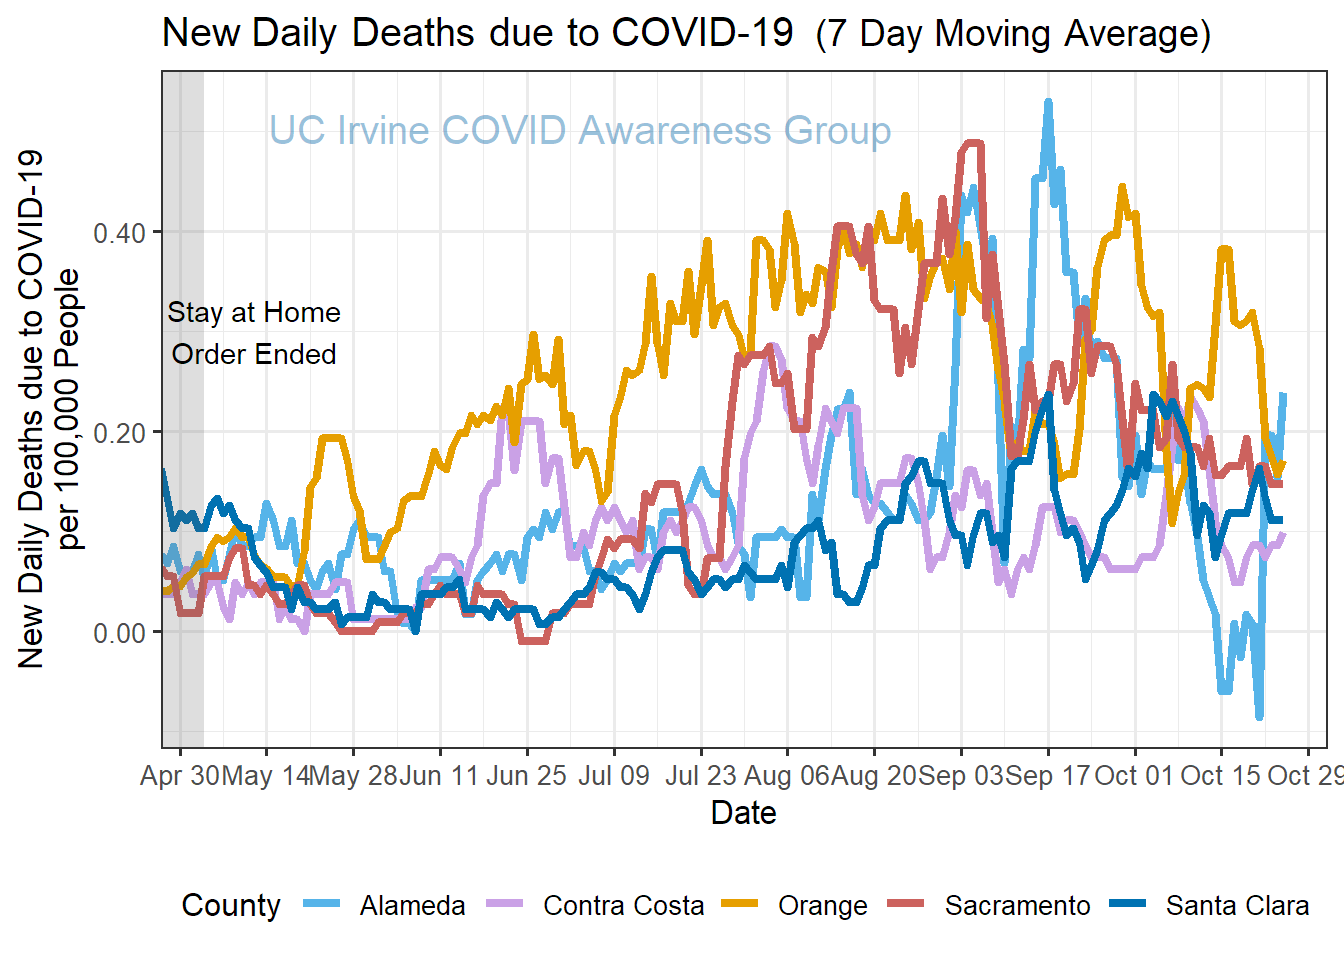 New Daily Deaths due to COVID-19 (7 Day Moving Average)
UC Irvine COVID Awareness Group
New Daily Deaths due to COVID-19
per 100,000 People
0.40
0.20
0.00
Stay at Home
Order Ended
Apr 30 May 14 May 28 Jun 11 Jun 25 Jul 09 Jul 23 Aug 06 Aug 20 Sep 03 Sep 17 Oct 01 Oct 15 Oct 29
Date
County Alameda Contra Costa Orange Sacramento Santa Clara